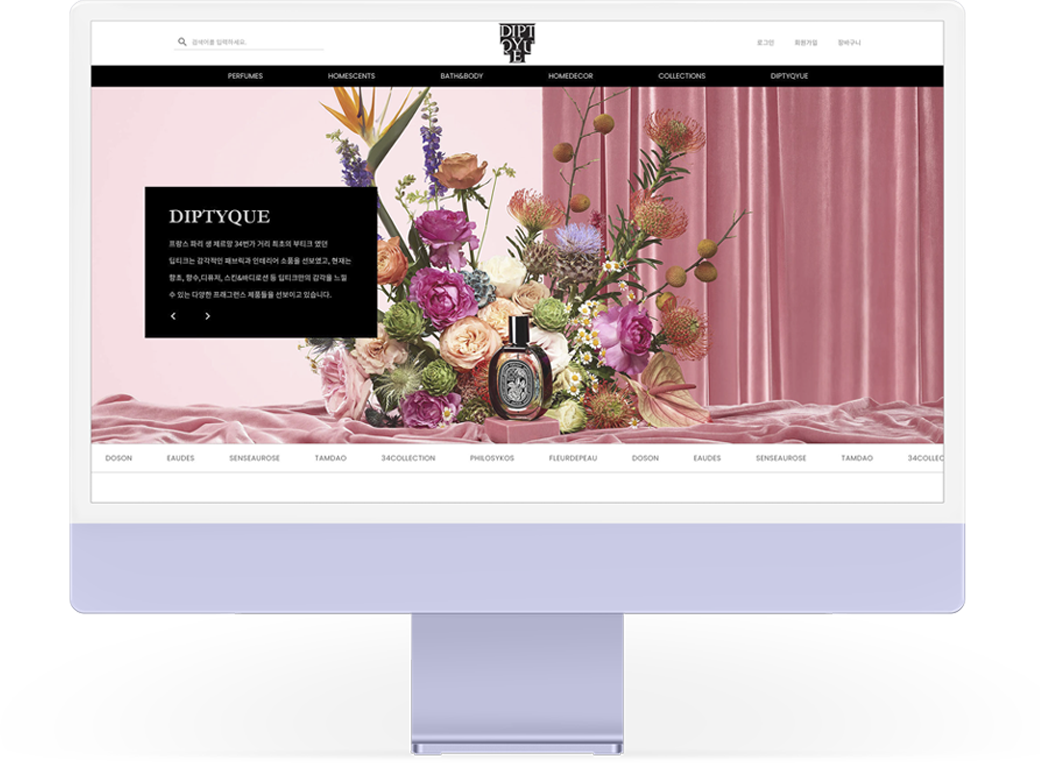 검색어를 입력하세요.
DIPT
QYU
E
로그인
회원가입
장바구니
PERFUMES
HOMESCENTS
BATH&BODY
HOMEDECOR
COLLECTIONS
DIPTYQYUE
DIPTYQUE
프랑스 파리 생 제르망 34번가 거리 최초의 부티크 였던
딥티크는 감각적인 패브릭과 인테리어 소품을 선보였고, 현재는
향초, 향수,디퓨저, 스킨&바디로션 등 딥티크만의 감각을 느낄
수 있는 다양한 프래그런스 제품들을 선보이고 있습니다.
DOSON
EAUDES
SENSEAUROSE
TAMDAO
34COLLECTION
PHILOSYKOS
FLEURDEPEAU
DOSON
EAUDES
SENSEAUROSE
TAMDAO
34COLLEC